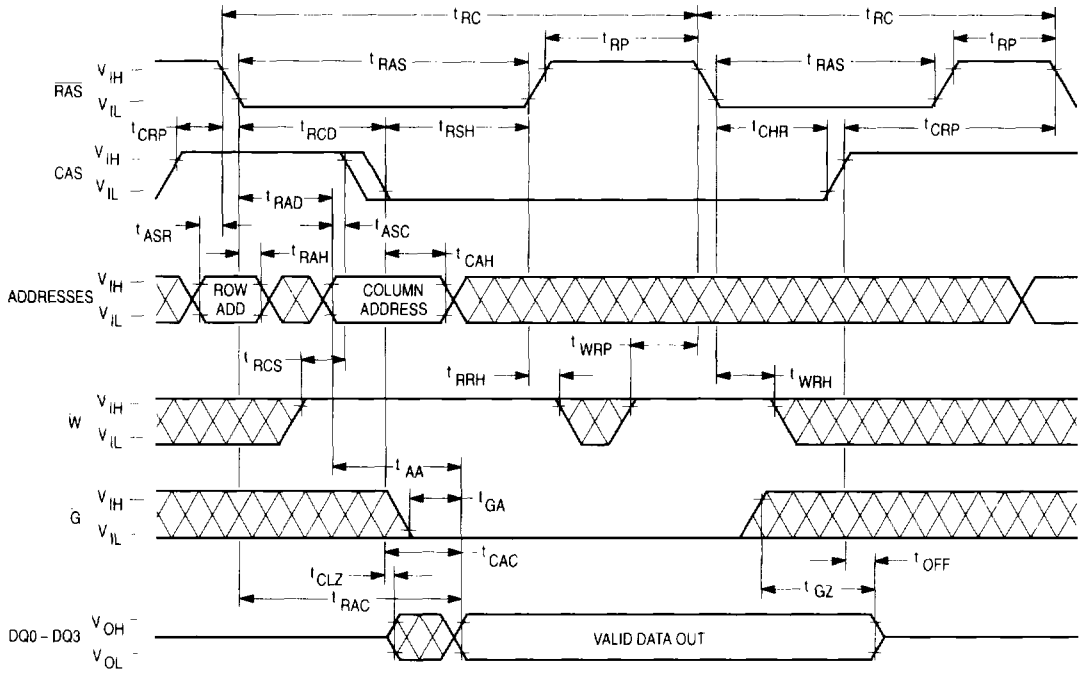 tRC tRC
tRP tRP
tRAS tRAS
RAS VIH
VIL
tCRP tRCD tRSH tCHR tCRP
CAS VIH
VIL
tRAD
tASR tASC
tRAH tCAH
ADDRESSES VIH
VIL
ROW ADD
COLUMN ADDRESS
tWRP
tRCS tRRH tWRH
W VIH
VIL
tAA
tGA
G VIH
VIL
tCAC tOFF
tCLZ tGZ
tRAC
DQ0 – DQ3 VOH
VOL
VALID DATA OUT